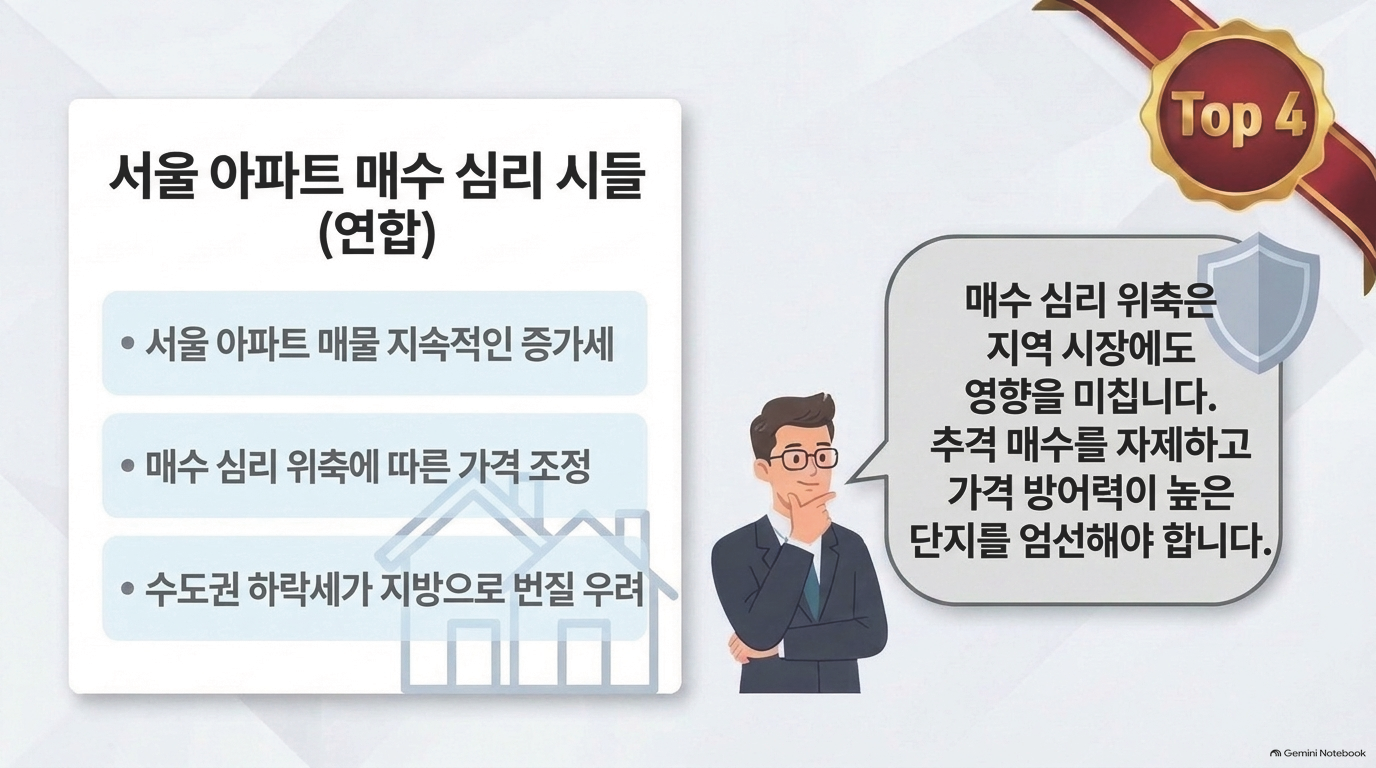 Top 4
서울 아파트 매수 심리 시들
(연합)
• 서울 아파트 매물 지속적인 증가세
• 매수 심리 위축에 따른 가격 조정
• 수도권 하락세가 지방으로 번질 우려
매수 심리 위축은
지역 시장에도
영향을 미칩니다.
추격 매수를 자제하고
가격 방어력이 높은
단지를 엄선해야 합니다.
Gemini Notebook